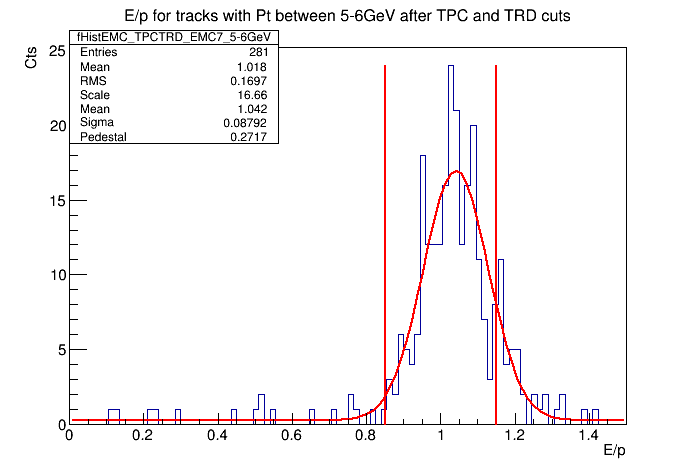 E/p for tracks with Pt between 5-6GeV after TPC and TRD cuts
fHistEMC_TPCTRD_EMC7_5-6GeV
Entries 281
Mean 1.018
RMS 0.1697
Scale 16.66
Mean 1.042
Sigma 0.08792
Pedestal 0.2717
Cts
25
20
15
10
5
0
0 0.2 0.4 0.6 0.8 1 1.2 1.4
E/p